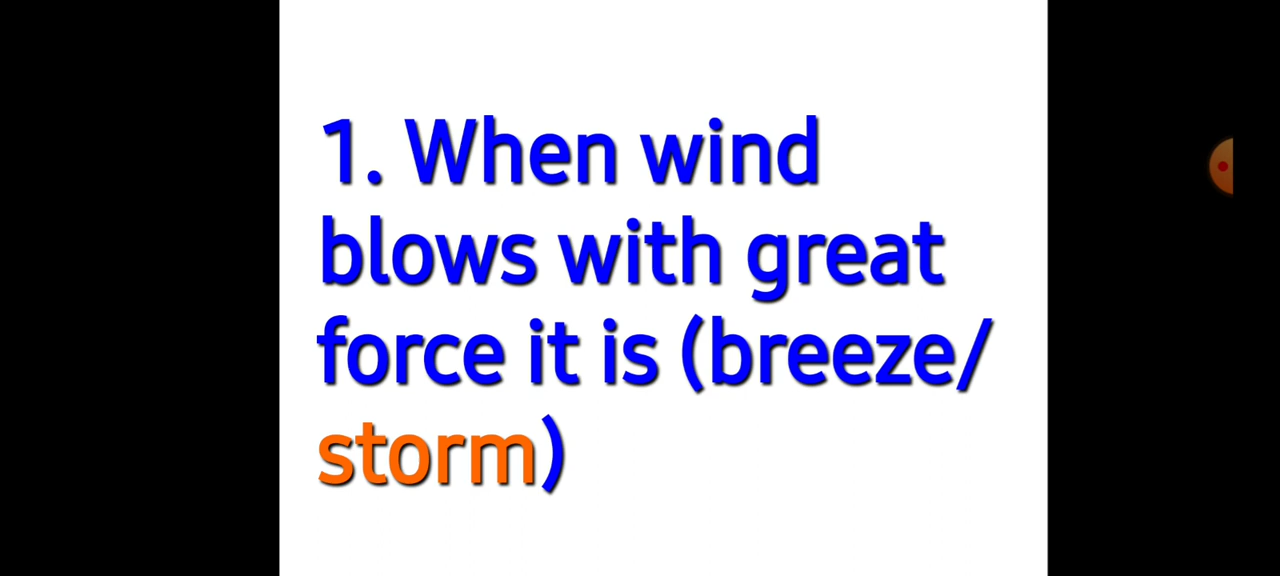 1. When wind
blows with great
force it is (breeze/
storm)